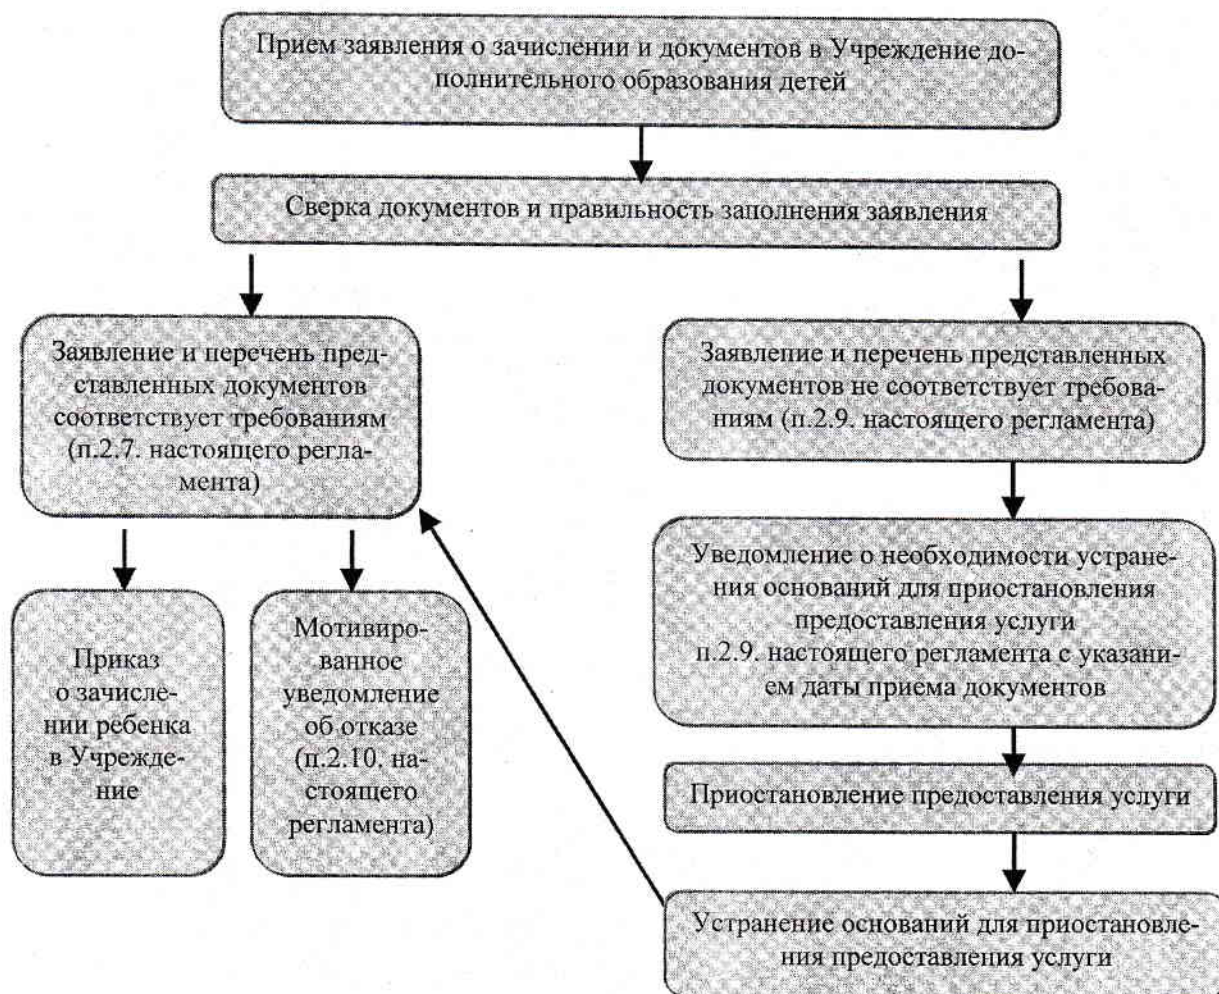 Прием заявления о зачислении и документов в Учреждение до-
полнительного образования детей
Сверка документов и правильность заполнения заявления
Заявление и перечень пред-
ставленных документов
соответствует требованиям
(п.2.7. настоящего регла-
мента)
Заявление и перечень представленных
документов не соответствует требова-
ниям (п.2.9. настоящего регламента)
Уведомление о необходимости устране-
ния оснований для приостановления
предоставления услуги
п.2.9. настоящего регламента с указани-
ем даты приема документов
Приказ
о зачисле-
нии ребенка
в Учрежде-
ние
Мотивиро-
ванное
уведомление
об отказе
(п.2.10. на-
стоящего
регламента)
Приостановление предоставления услуги
Устранение оснований для приостановле-
ния предоставления услуги